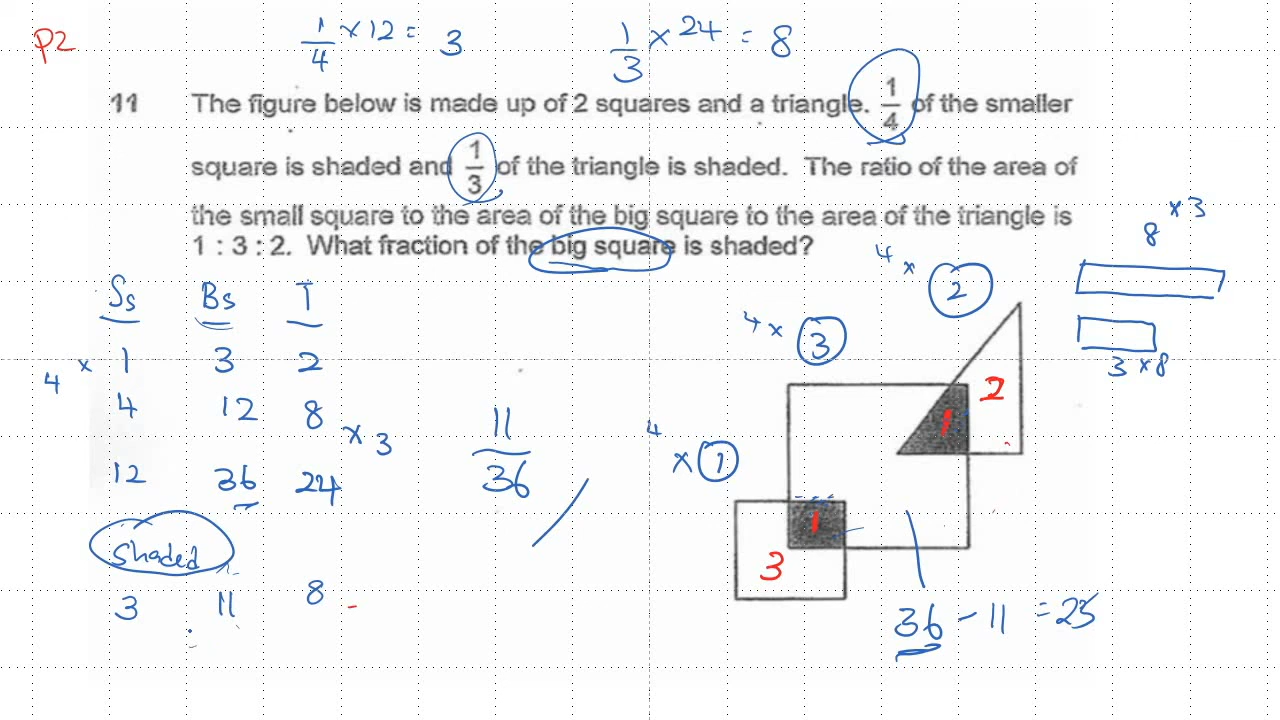 P2
1/4 × 12 = 3
1/3 × 24 = 8
11 The figure below is made up of 2 squares and a triangle. 1/4 of the smaller
square is shaded and 1/3 of the triangle is shaded. The ratio of the area of
the small square to the area of the big square to the area of the triangle is
1 : 3 : 2. What fraction of the big square is shaded?
8 × 3
3 × 8
Ss Bs T
4 × 1 3 2
4 12 8 × 3
12 36 24
Shaded
3 11 8
11/36
4 × 2
4 × 3
4 × 1
2
1
1
3
36 - 11 = 25